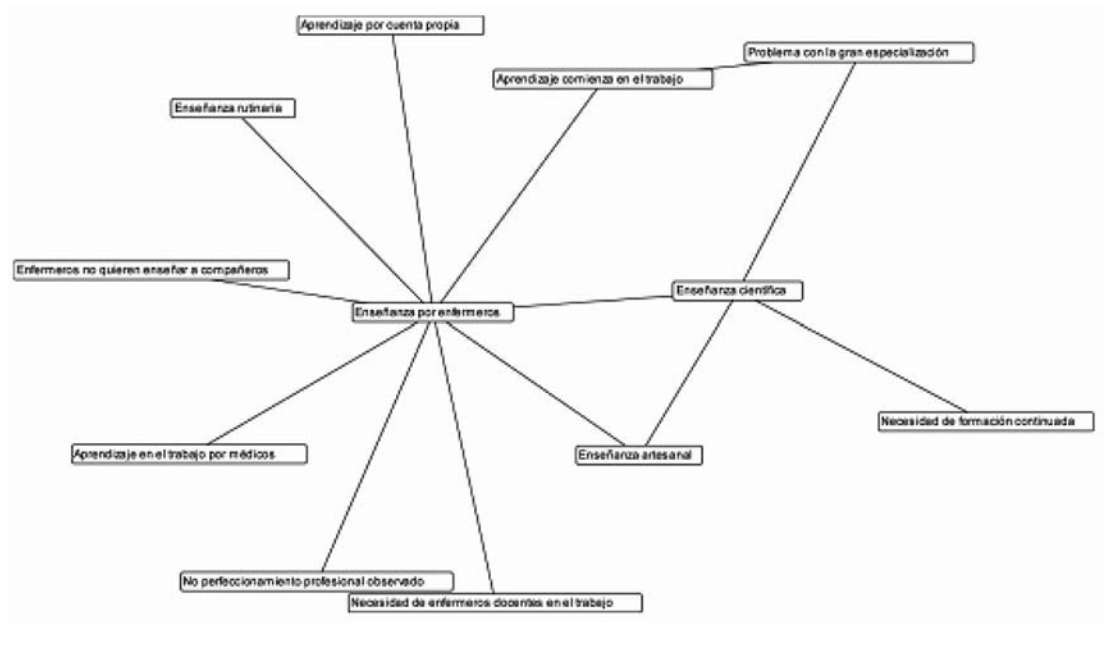 Aprendizaje por cuenta propia
Problema con la gran especialización
Aprendizaje comienza en el trabajo
Enseñanza rutinaria
Enfermeros no quieren enseñar a compañeros
Enseñanza científica
Enseñanza por enfermeros
Necesidad de formación continuada
Aprendizaje en el trabajo por médicos
Enseñanza artesanal
No perfeccionamiento profesional observado
Necesidad de enfermeros docentes en el trabajo